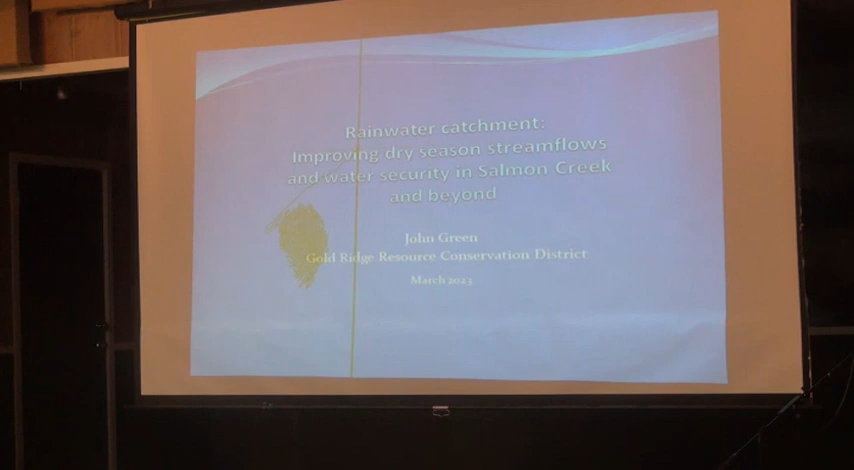 Rainwater catchment:
Improving dry season streamflows
and water security in Salmon Creek
and beyond
John Green
Gold Ridge Resource Conservation District
March 2023